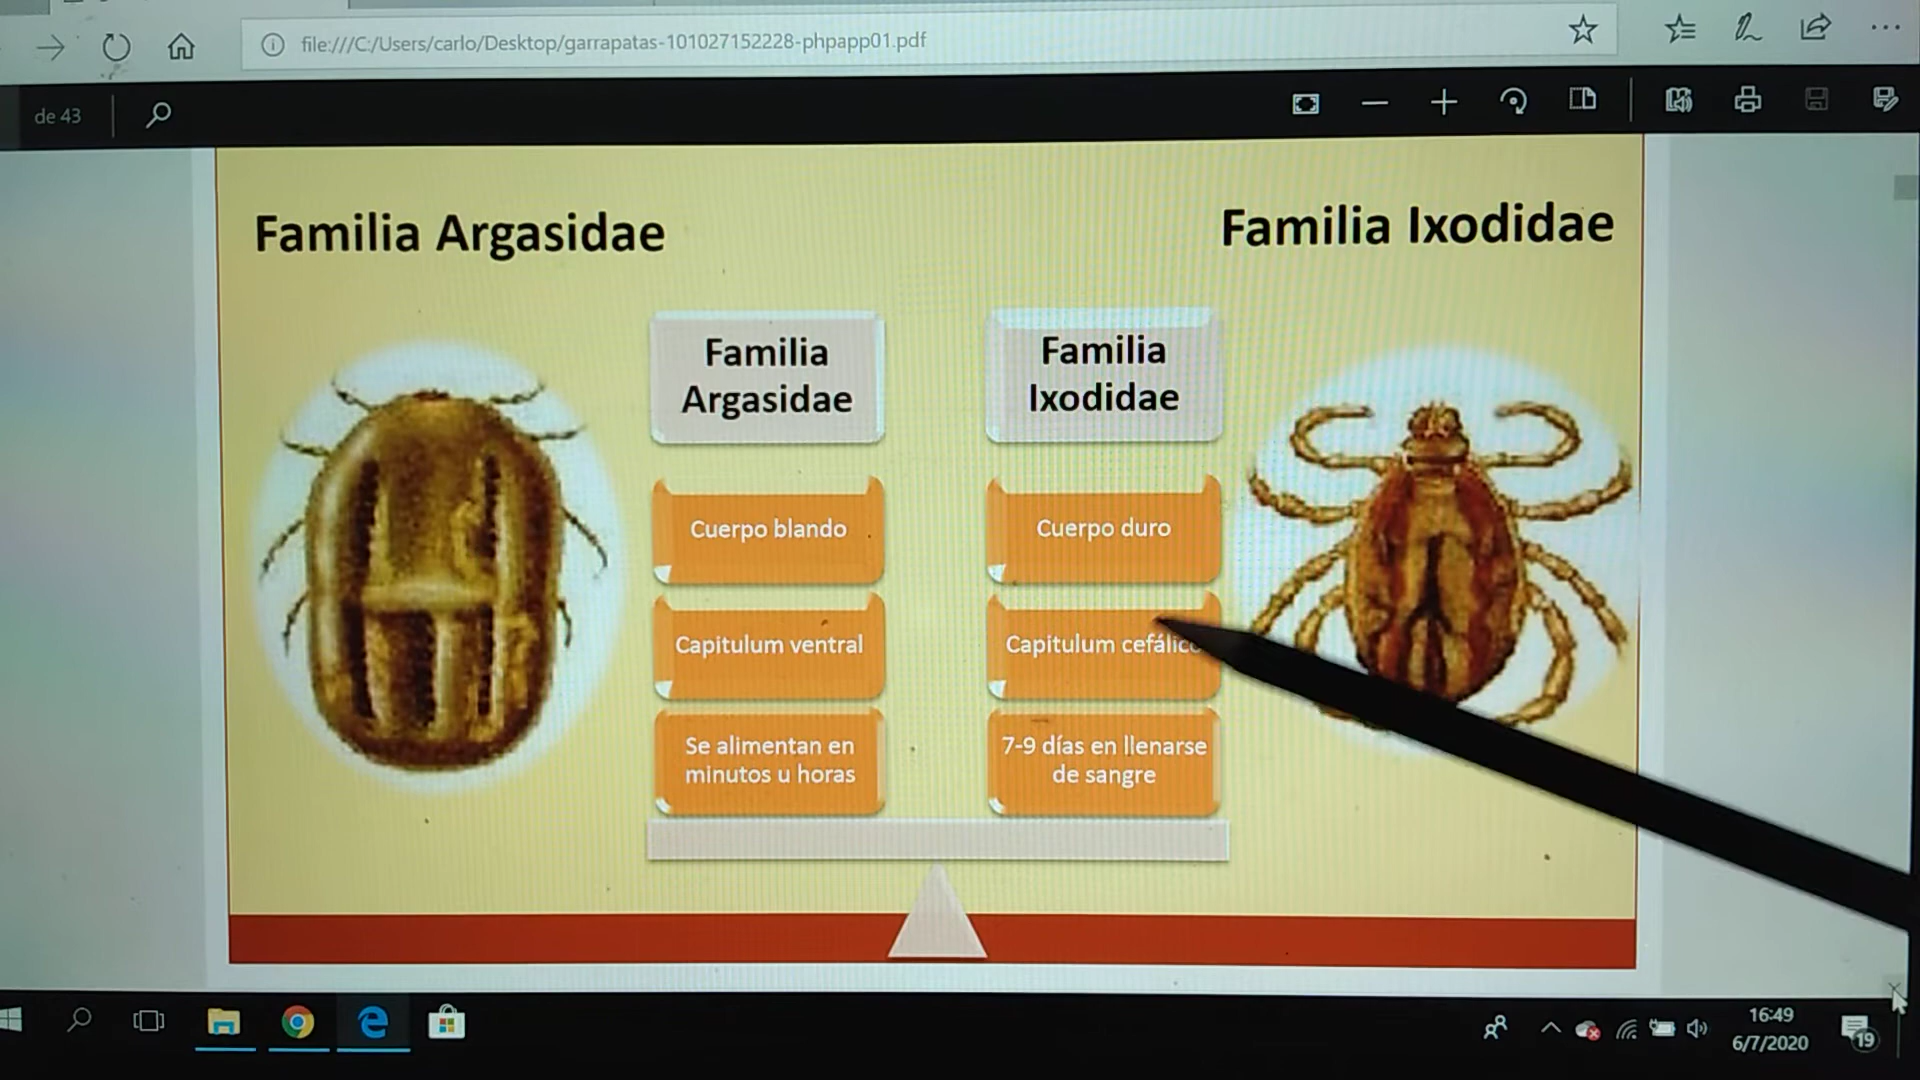 file:///C:/Users/carlo/Desktop/garrapatas-101027152228-phpapp01.pdf
de 43
Familia Argasidae
Familia Ixodidae
Familia
Argasidae
Familia
Ixodidae
Cuerpo blando
Cuerpo duro
Capitulum ventral
Capitulum cefálico
Se alimentan en
minutos u horas
7-9 días en llenarse
de sangre
16:49
6/7/2020
19